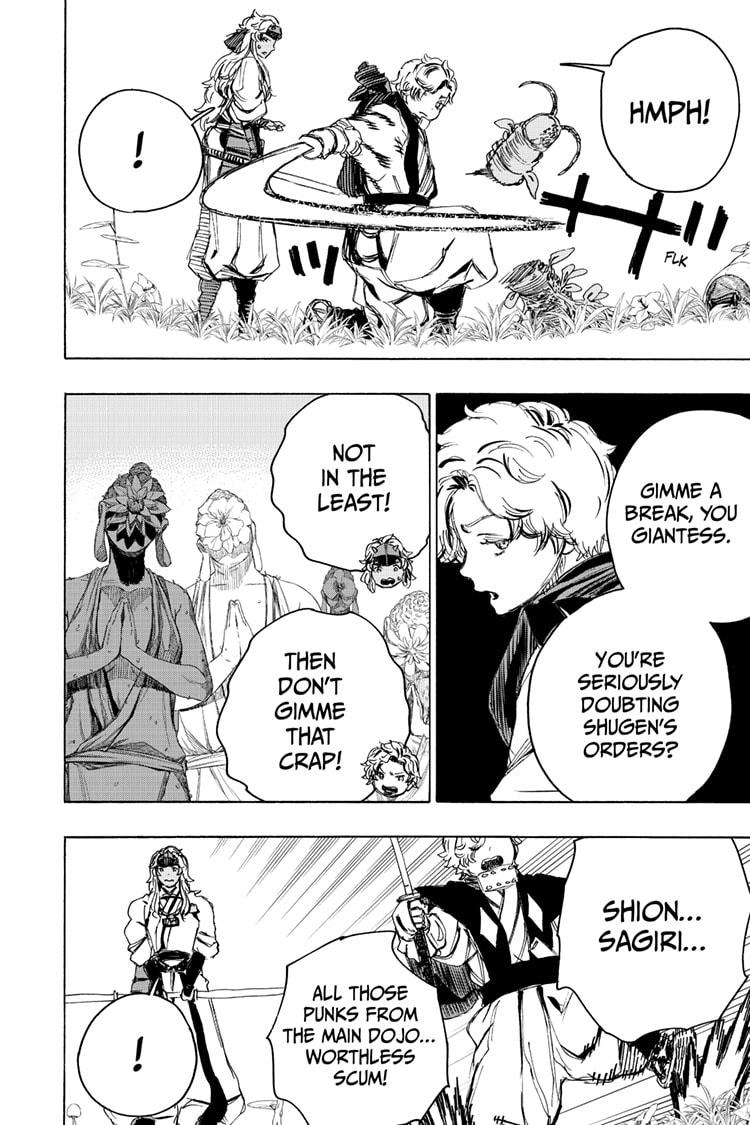 HMPH!
!
FLK
GIMME A
BREAK, YOU
GIANTESS.
YOU'RE
SERIOUSLY
DOUBTING
SHUGEN'S
ORDERS?
NOT
IN THE
LEAST!
THEN
DON'T
GIMME
THAT
CRAP!
SHION...
SAGIRI...
ALL THOSE
PUNKS FROM
THE MAIN DOJO...
WORTHLESS
SCUM!
!